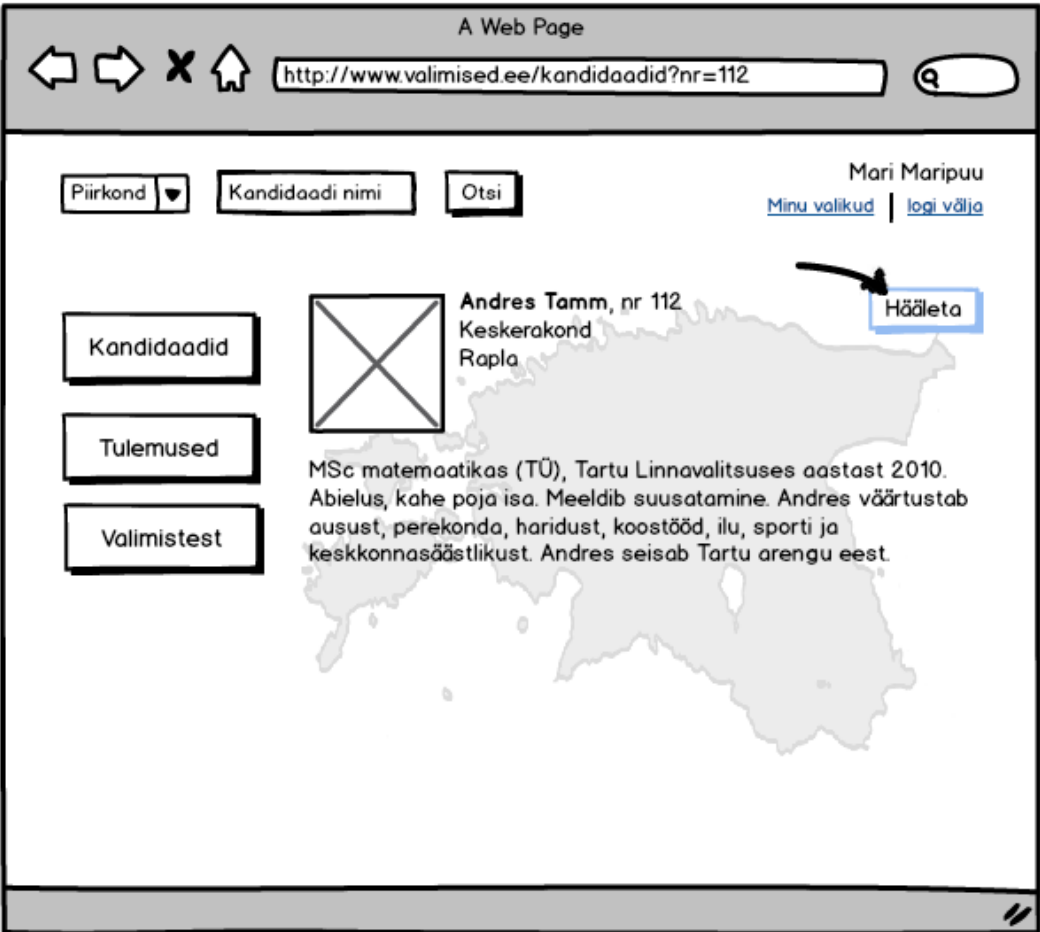 A Web Page
http://www.valimised.ee/kandidaadid?nr=112
Piirkond
Kandidaadi nimi
Otsi
Mari Maripuu
Minu valikud
logi välja
Hääleta
Andres Tamm, nr 112
Keskerakond
Rapla
Kandidaadid
Tulemused
Valimistest
MSc matemaatikas (TÜ), Tartu Linnavalitsuses aastast 2010.
Abielus, kahe poja isa. Meeldib suusatamine. Andres väärtustab
ausust, perekonda, haridust, koostööd, ilu, sporti ja
keskkonnasäästlikust. Andres seisab Tartu arengu eest.